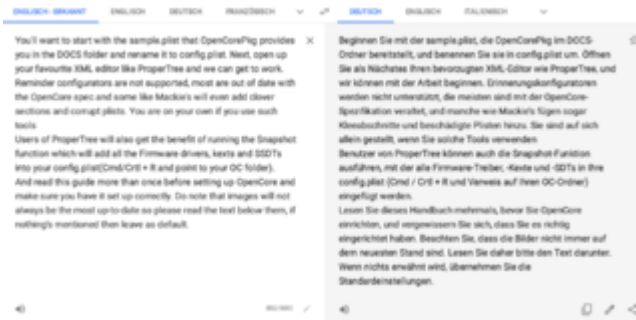 ENGLISCH - ERKANNT ENGLISCH DEUTSCH FRANZÖSISCH
You'll want to start with the sample.plist that OpenCorePkg provides
you in the DOCS folder and rename it to config.plist. Next, open up
your favourite XML editor like ProperTree and we can get to work.
Reminder configurators are not supported, most are out of date with
the OpenCore spec and some like Mackie's will even add clover
sections and corrupt plists. You are on your own if you use such
tools
Users of ProperTree will also get the benefit of running the Snapshot
function which will add all the Firmware drivers, kexts and SSDTs
into your config.plist(Cmd/Crtl + R and point to your OC folder).
And read this guide more than once before setting up OpenCore and
make sure you have it set up correctly. Do note that images will not
always be the most up-to-date so please read the text below them, if
nothing's mentioned then leave as default.
DEUTSCH ENGLISCH ITALIENISCH
Beginnen Sie mit der sample.plist, die OpenCorePkg im DOCS-
Ordner bereitstellt, und benennen Sie sie in config.plist um. Öffnen
Sie als Nächstes Ihren bevorzugten XML-Editor wie ProperTree, und
wir können mit der Arbeit beginnen. Erinnerungskonfiguratoren
werden nicht unterstützt, die meisten sind mit der OpenCore-
Spezifikation veraltet, und manche wie Mackie's fügen sogar
Kleeabschnitte und beschädigte Plisten hinzu. Sie sind auf sich
allein gestellt, wenn Sie solche Tools verwenden
Benutzer von ProperTree können auch die Snapshot-Funktion
ausführen, mit der alle Firmware-Treiber, -Kexte und -SDTs in Ihre
config.plist (Cmd / Crtl + R und Verweis auf Ihren OC-Ordner)
eingefügt werden.
Lesen Sie dieses Handbuch mehrmals, bevor Sie OpenCore
einrichten, und vergewissern Sie sich, dass Sie es richtig
eingerichtet haben. Beachten Sie, dass die Bilder nicht immer auf
dem neuesten Stand sind. Lesen Sie daher bitte den Text darunter.
Wenn nichts erwähnt wird, übernehmen Sie die
Standardeinstellungen.